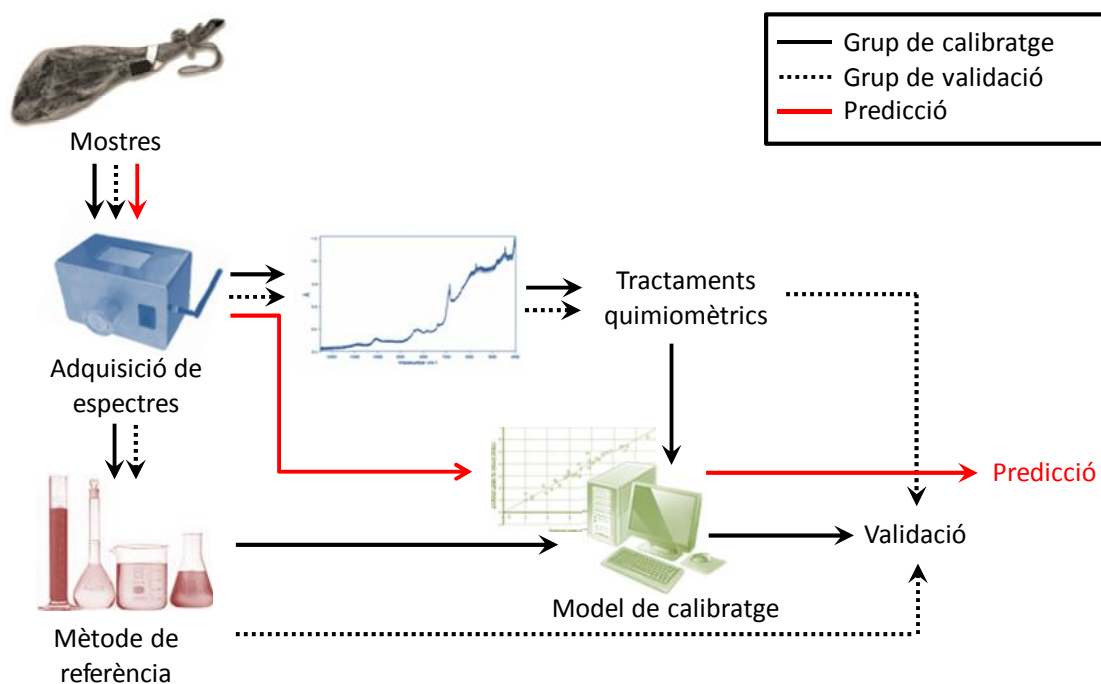 Grup de calibratge
Grup de validació
Predicció
Mostres
Tractaments
quimiomètrics
Adquisició de
espectres
Predicció
Validació
Model de calibratge
Mètode de
referència